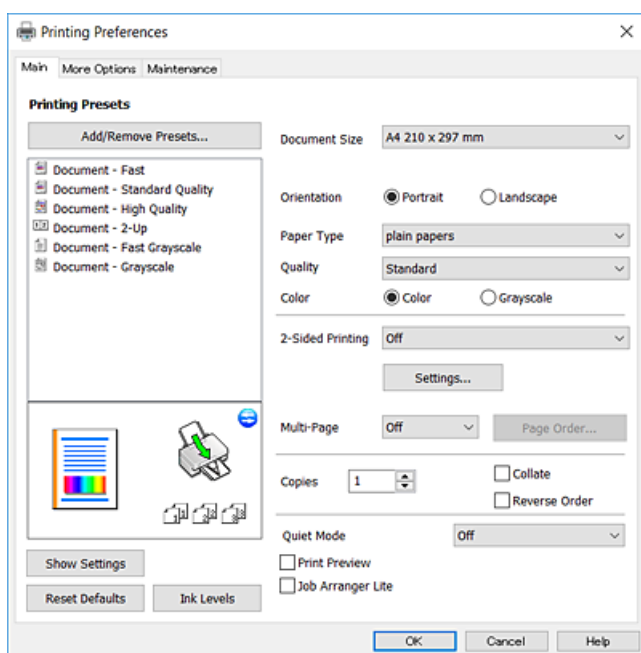 Printing Preferences
Main More Options Maintenance
Printing Presets
Add/Remove Presets...
Document - Fast
Document - Standard Quality
Document - High Quality
Document - 2-Up
Document - Fast Grayscale
Document - Grayscale
Show Settings
Reset Defaults Ink Levels
Document Size A4 210 x 297 mm
Orientation Portrait Landscape
Paper Type plain papers
Quality Standard
Color Color Grayscale
2-Sided Printing Off
Settings...
Multi-Page Off Page Order...
Copies 1 Collate
Reverse Order
Quiet Mode Off
Print Preview
Job Arranger Lite
OK Cancel Help